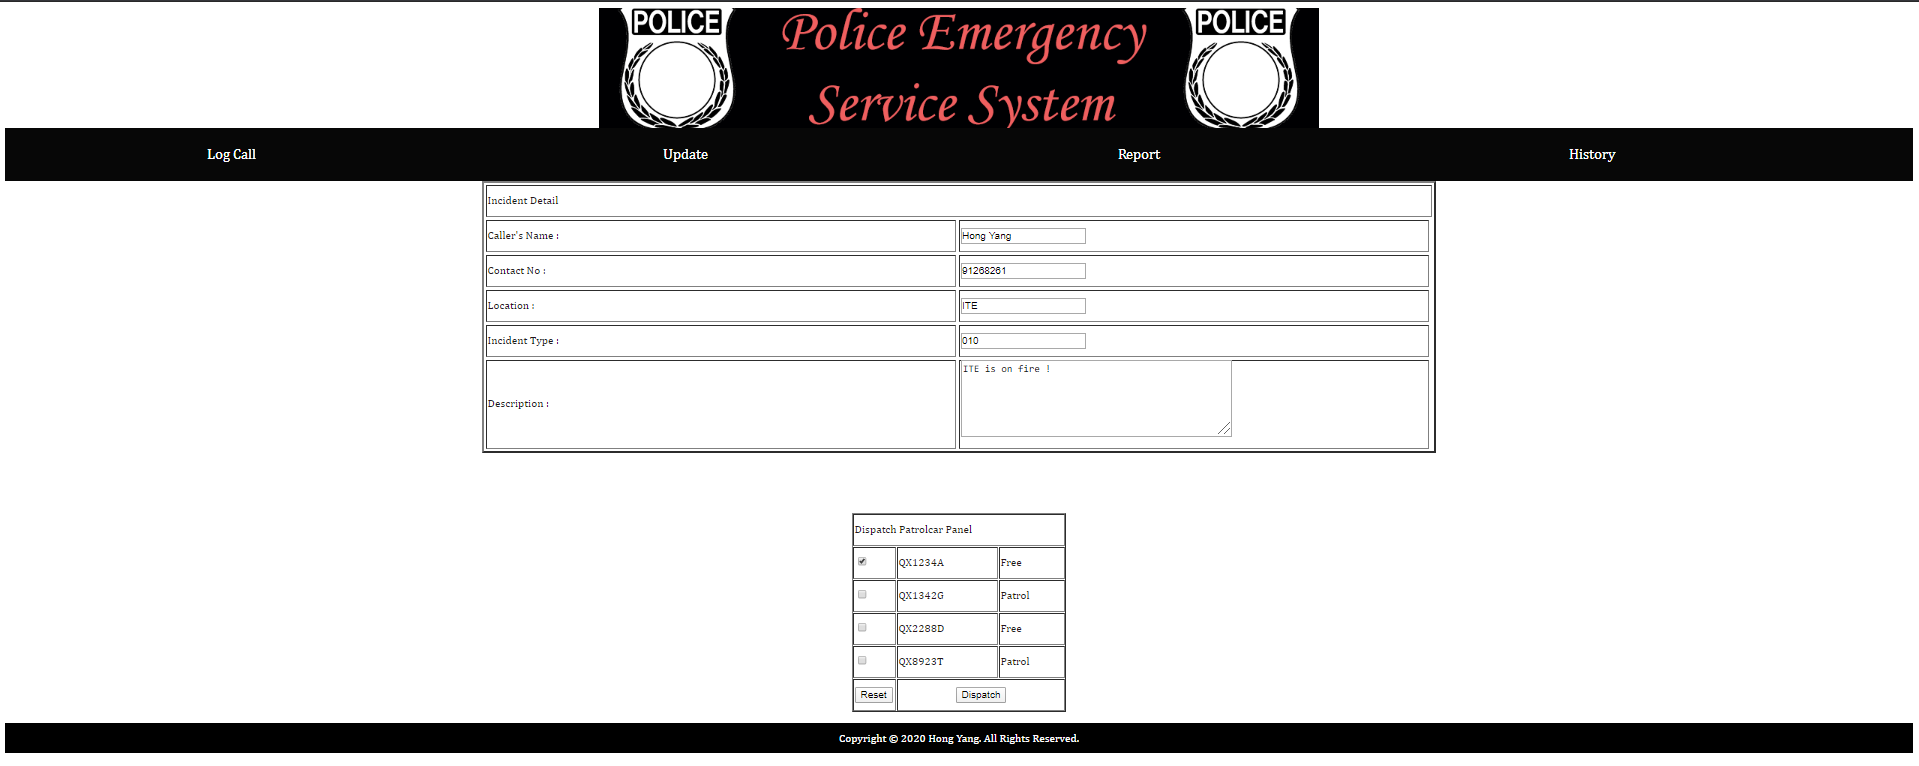 POLICE
Police Emergency
Service System
POLICE
Log Call
Update
Report
History
Incident Detail
Caller's Name :
Hong Yang
Contact No :
91268261
Location :
ITE
Incident Type :
010
Description :
ITE is on fire !
Dispatch Patrolcar Panel
QX1234A
Free
QX1342G
Patrol
QX2288D
Free
QX8923T
Patrol
Reset
Dispatch
Copyright © 2020 Hong Yang. All Rights Reserved.